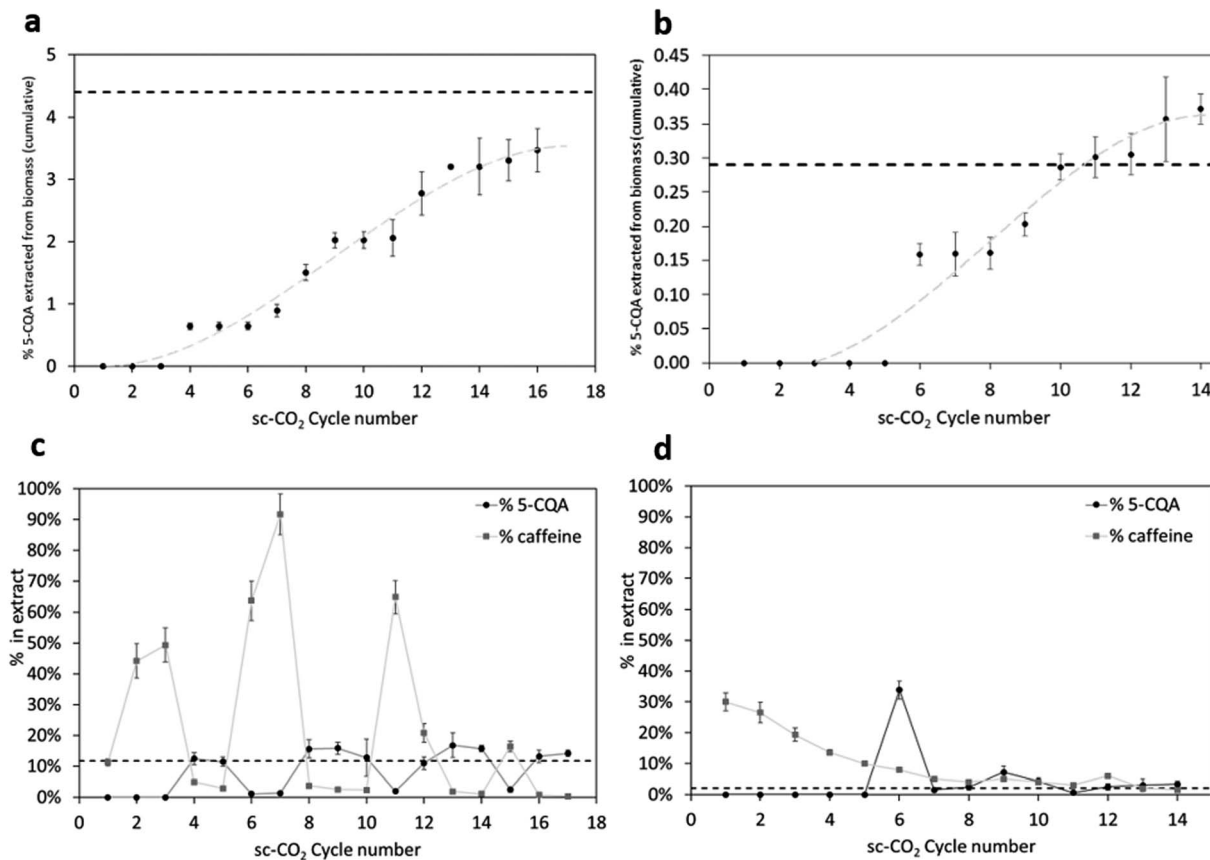 a
% 5-CQA extracted from biomass (cumulative)
5
4
3
2
1
0
0 2 4 6 8 10 12 14 16 18
sc-CO₂ Cycle number
b
% 5-CQA extracted from biomass (cumulative)
0.45
0.40
0.35
0.30
0.25
0.20
0.15
0.10
0.05
0.00
0 2 4 6 8 10 12 14
sc-CO₂ Cycle number
c
% in extract
100%
90%
80%
70%
60%
50%
40%
30%
20%
10%
0%
% 5-CQA
% caffeine
0 2 4 6 8 10 12 14 16 18
sc-CO₂ Cycle number
d
% in extract
100%
90%
80%
70%
60%
50%
40%
30%
20%
10%
0%
% 5-CQA
% caffeine
0 2 4 6 8 10 12 14
sc-CO₂ Cycle number